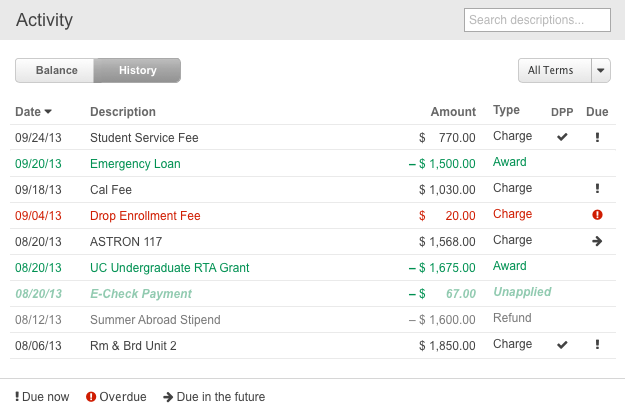 Activity
Search descriptions...
Balance History All Terms
Date Description Amount Type DPP Due
09/24/13 Student Service Fee $ 770.00 Charge ✔ !
09/20/13 Emergency Loan – $ 1,500.00 Award
09/18/13 Cal Fee $ 1,030.00 Charge !
09/04/13 Drop Enrollment Fee $ 20.00 Charge !
08/20/13 ASTRON 117 $ 1,568.00 Charge ➔
08/20/13 UC Undergraduate RTA Grant – $ 1,675.00 Award
08/20/13 E-Check Payment – $ 67.00 Unapplied
08/12/13 Summer Abroad Stipend – $ 1,600.00 Refund
08/06/13 Rm & Brd Unit 2 $ 1,850.00 Charge ✔ !
! Due now ! Overdue ➔ Due in the future